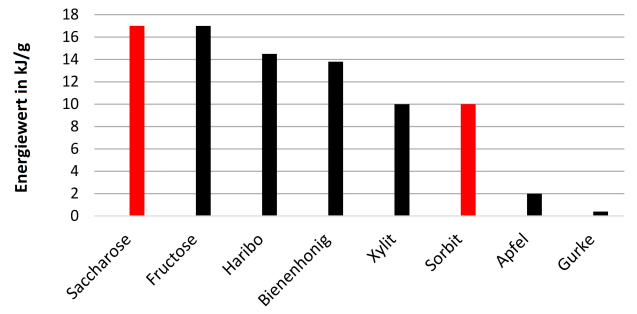 Energiewert in kJ/g
18
16
14
12
10
8
6
4
2
0
Saccharose
Fructose
Haribo
Bienenhonig
Xylit
Sorbit
Apfel
Gurke